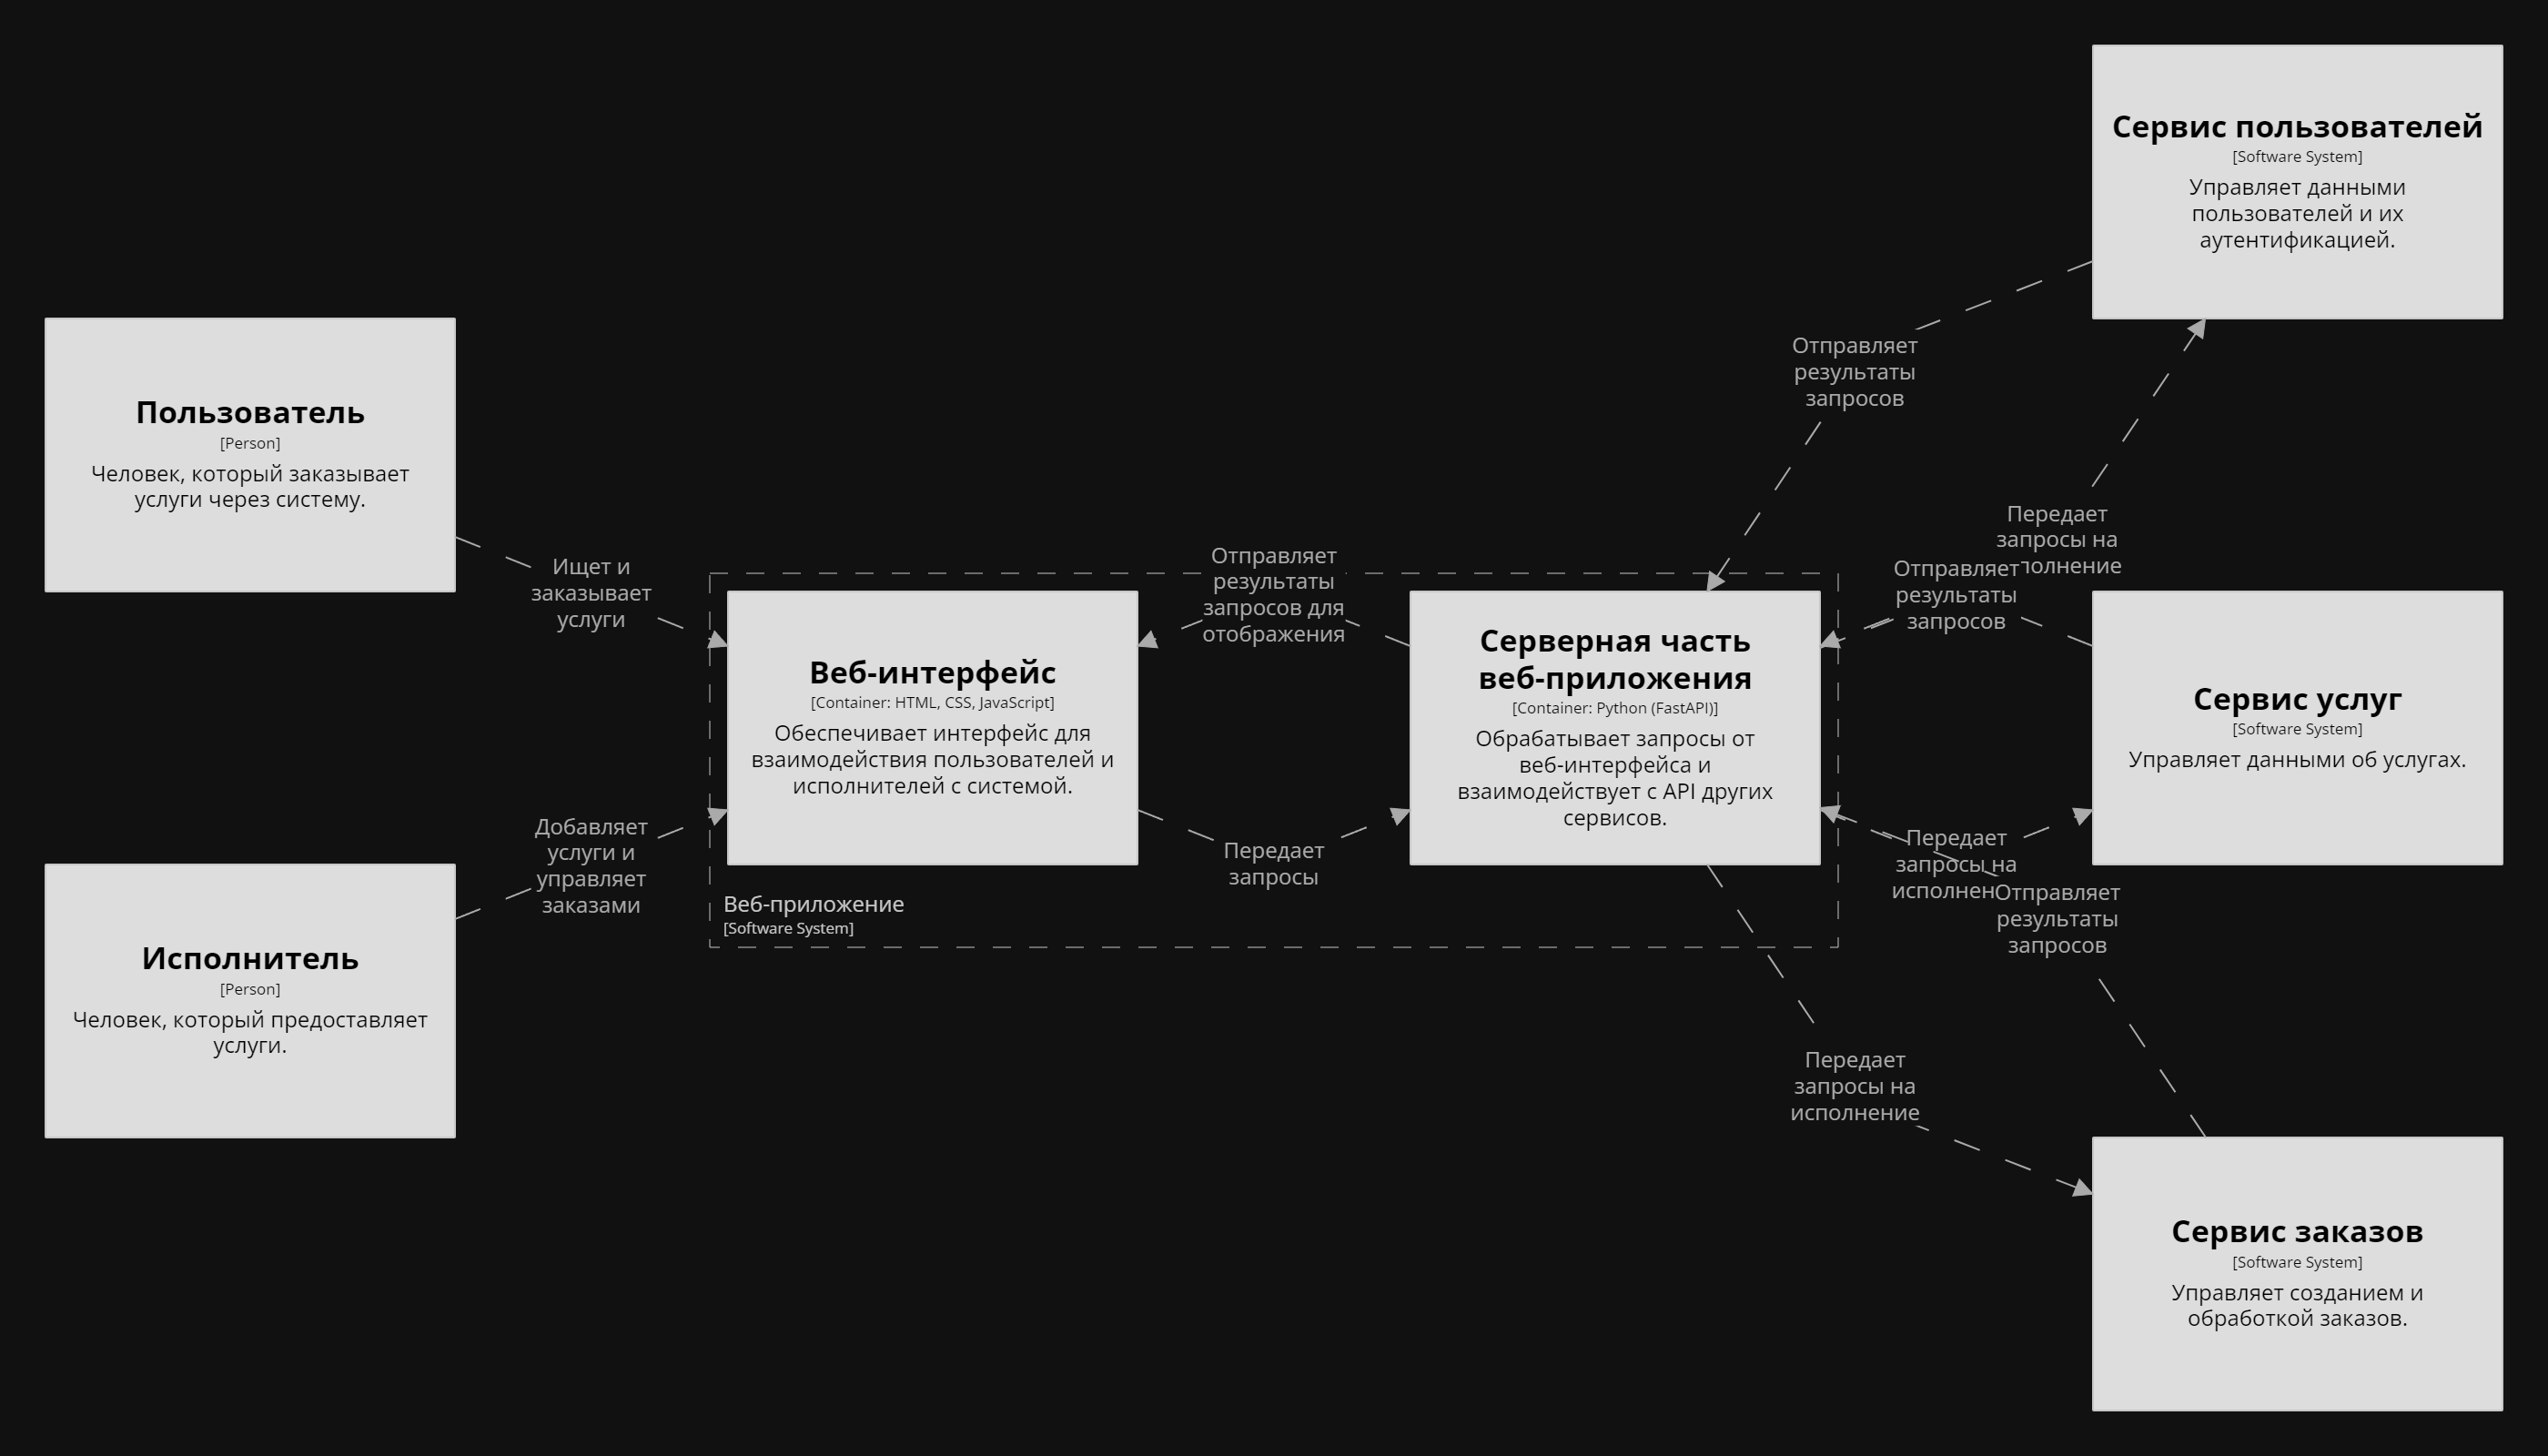 Сервис пользователей
[Software System]
Управляет данными
пользователей и их
аутентификацией.
Отправляет
результаты
запросов
Пользователь
[Person]
Человек, который заказывает
услуги через систему.
Ищет и
заказывает
услуги
Отправляет
результаты
запросов для
отображения
Передает
запросы на
Отправляет
результаты
запросов
Веб-интерфейс
[Container: HTML, CSS, JavaScript]
Обеспечивает интерфейс для
взаимодействия пользователей и
исполнителей с системой.
Серверная часть
веб-приложения
[Container: Python (FastAPI)]
Обрабатывает запросы от
веб-интерфейса и
взаимодействует с API других
сервисов.
Сервис услуг
[Software System]
Управляет данными об услугах.
Добавляет
услуги и
управляет
заказами
Передает
запросы
Передает
запросы на
Отправляет
результаты
запросов
Веб-приложение
[Software System]
Исполнитель
[Person]
Человек, который предоставляет
услуги.
Передает
запросы на
исполнение
Сервис заказов
[Software System]
Управляет созданием и
обработкой заказов.